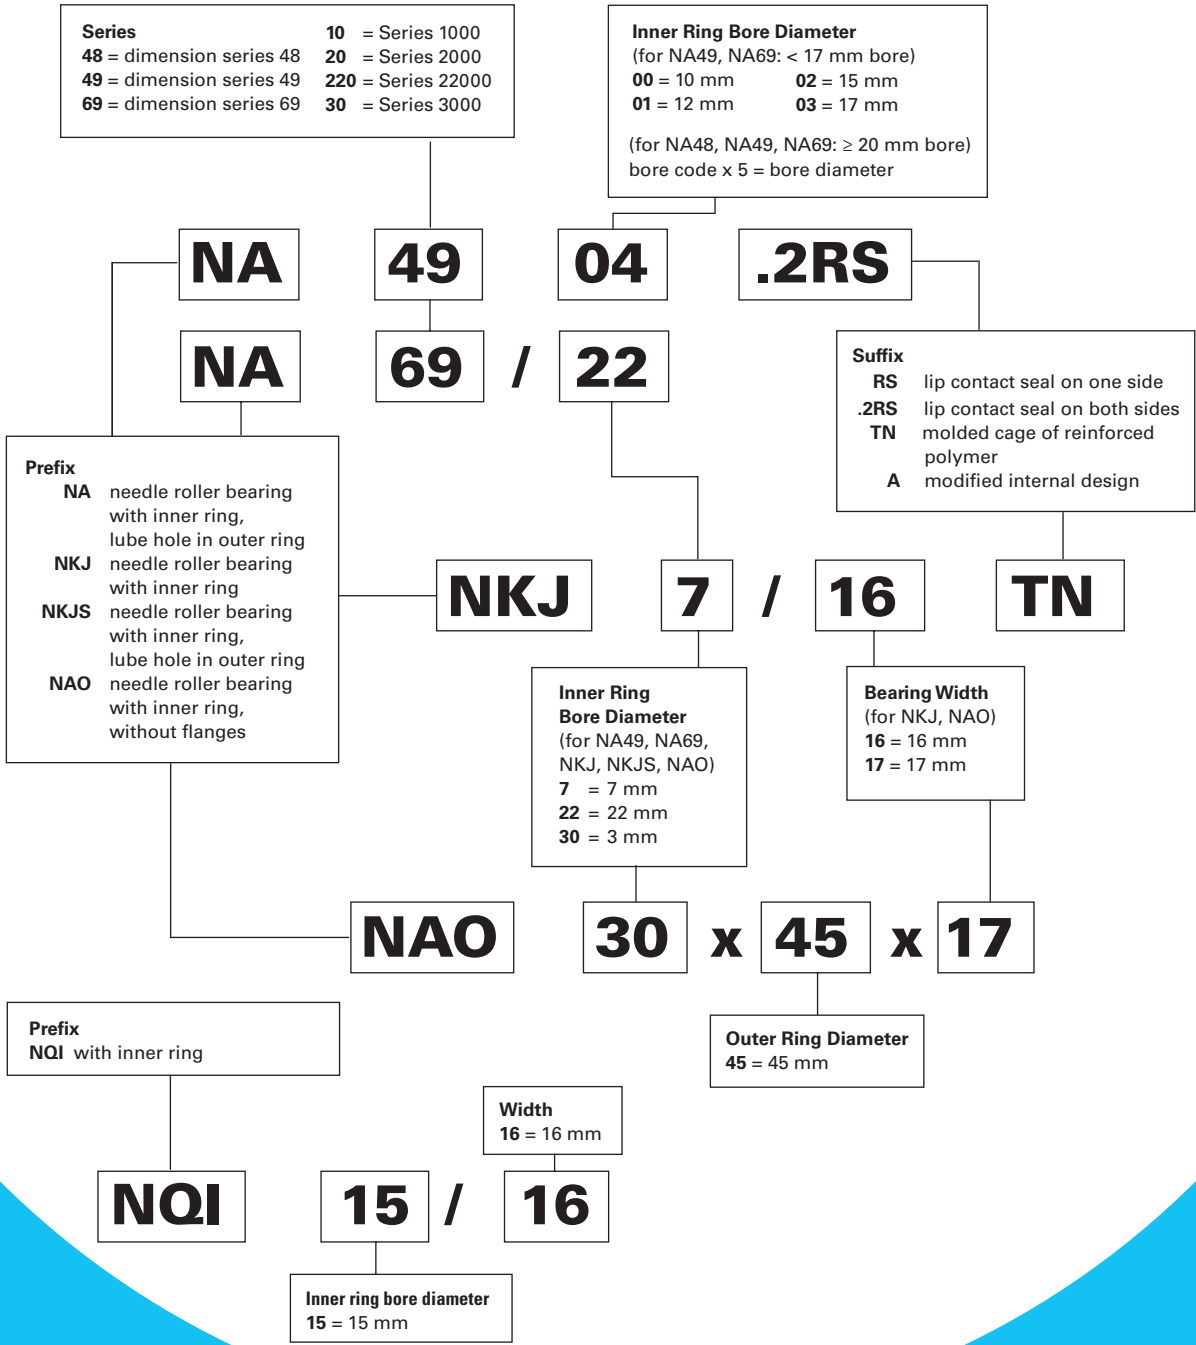 Series
48 = dimension series 48
49 = dimension series 49
69 = dimension series 69
10 = Series 1000
20 = Series 2000
220 = Series 22000
30 = Series 3000
Inner Ring Bore Diameter
(for NA49, NA69: < 17 mm bore)
00 = 10 mm 02 = 15 mm
01 = 12 mm 03 = 17 mm
(for NA48, NA49, NA69: ≥ 20 mm bore)
bore code x 5 = bore diameter
NA 49 04 .2RS
NA 69 / 22
Suffix
RS lip contact seal on one side
.2RS lip contact seal on both sides
TN molded cage of reinforced
polymer
A modified internal design
Prefix
NA needle roller bearing
with inner ring,
lube hole in outer ring
NKJ needle roller bearing
with inner ring
NKJS needle roller bearing
with inner ring,
lube hole in outer ring
NAO needle roller bearing
with inner ring,
without flanges
NKJ 7 / 16 TN
Inner Ring
Bore Diameter
(for NA49, NA69,
NKJ, NKJS, NAO)
7 = 7 mm
22 = 22 mm
30 = 3 mm
Bearing Width
(for NKJ, NAO)
16 = 16 mm
17 = 17 mm
NAO 30 x 45 x 17
Outer Ring Diameter
45 = 45 mm
Prefix
NQI with inner ring
Width
16 = 16 mm
NQI 15 / 16
Inner ring bore diameter
15 = 15 mm